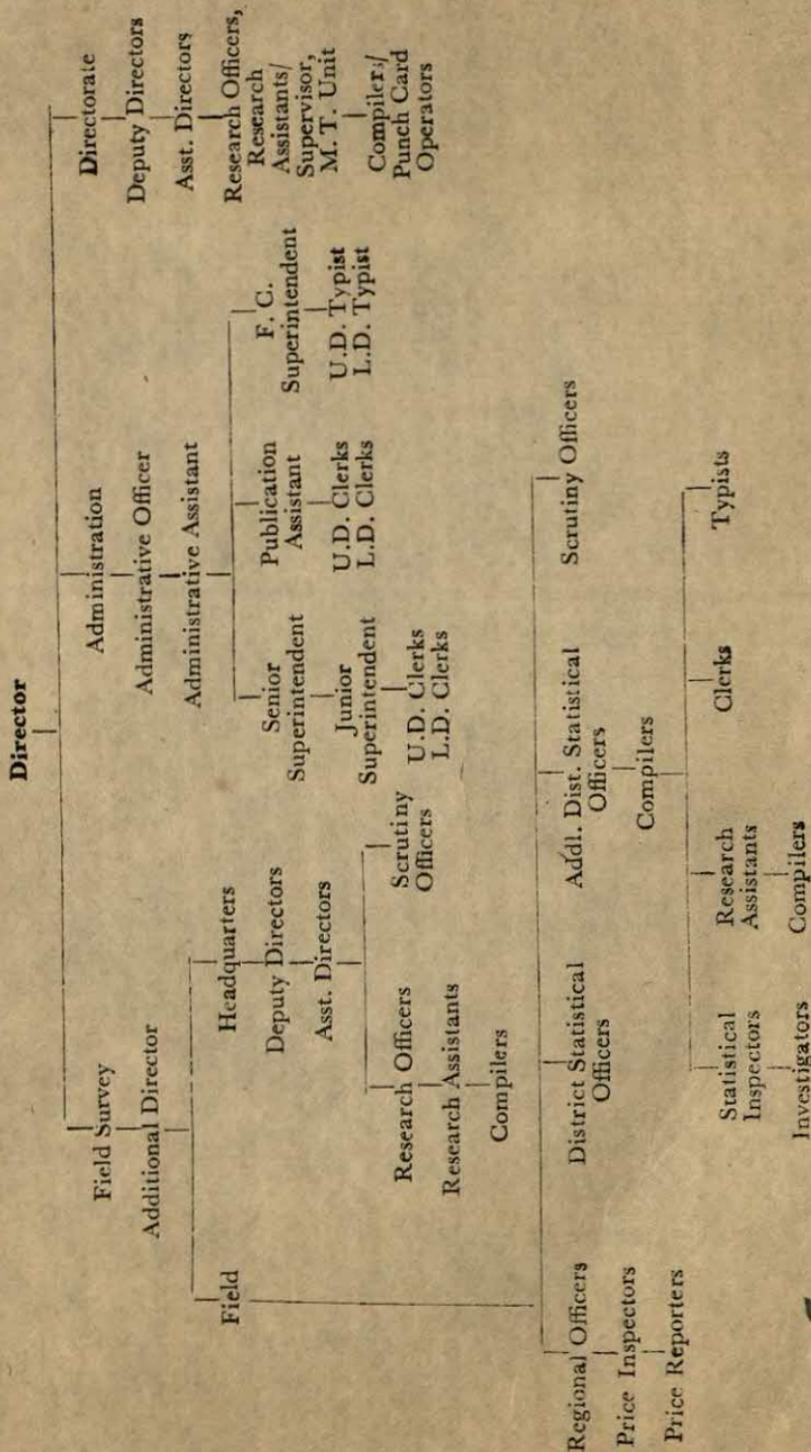 Director
Field Survey
Additional Director
Field
Headquarters
Deputy Directors
Asst. Directors
Research Officers
Research Assistants
Compilers
Scrutiny
Officers
Administration
Administrative Officer
Administrative Assistant
Senior
Superintendent
Junior
Superintendent
U.D. Clerks
L.D. Clerks
Publication
Assistant
U.D. Clerks
L.D. Clerks
F. C.
Superintendent
U.D. Typist
L.D. Typist
Directorate
Deputy Directors
Asst. Directors
Research Officers,
Research
Assistants/
Supervisor,
M. T. Unit
Compilers/
Punch Card
Operators
Regional Officers
Price Inspectors
Price Reporters
District Statistical
Officers
Addl. Dist. Statistical
Officers
Compilers
Scrutiny Officers
Statistical
Inspectors
Investigators
Research
Assistants
Compilers
Clerks
Typists